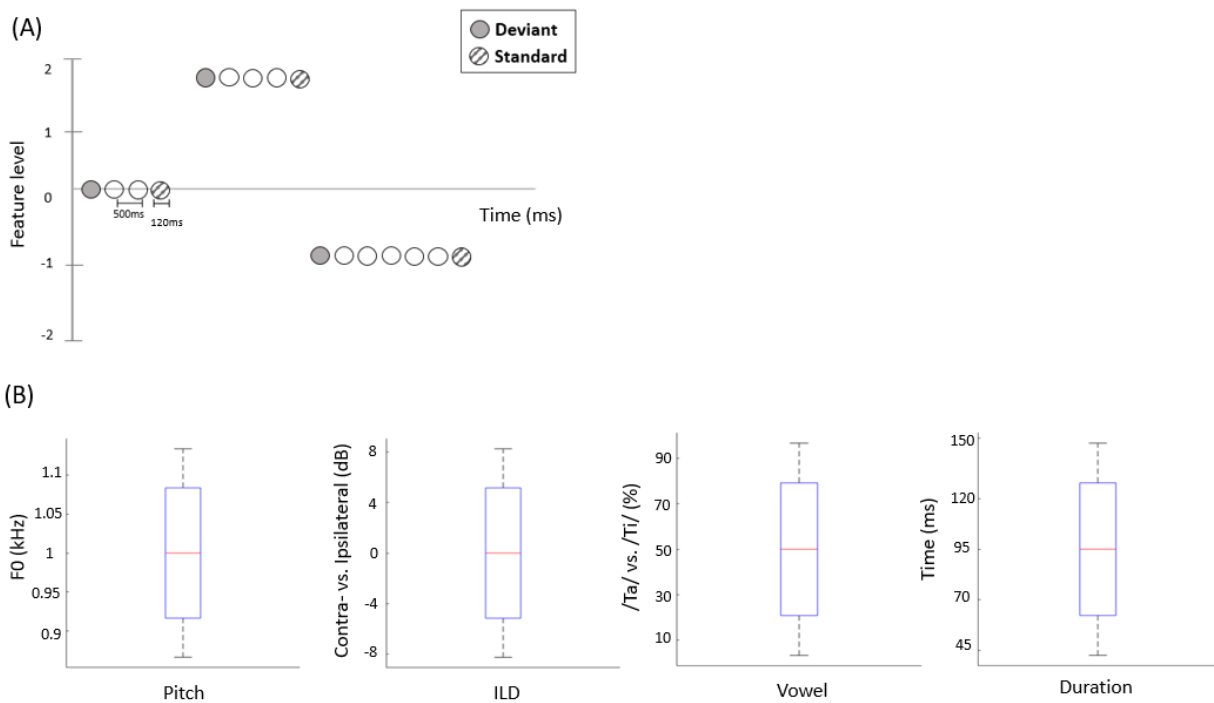 (A)
Deviant
Standard
Feature level
2
1
0
-1
-2
500ms
120ms
Time (ms)
(B)
F0 (kHz)
1.1
1.05
1
0.95
0.9
Pitch
Contra- vs. Ipsilateral (dB)
8
4
0
-4
-8
ILD
/Ta/ vs. /Ti/ (%)
90
70
50
30
10
Vowel
Time (ms)
150
120
95
70
45
Duration